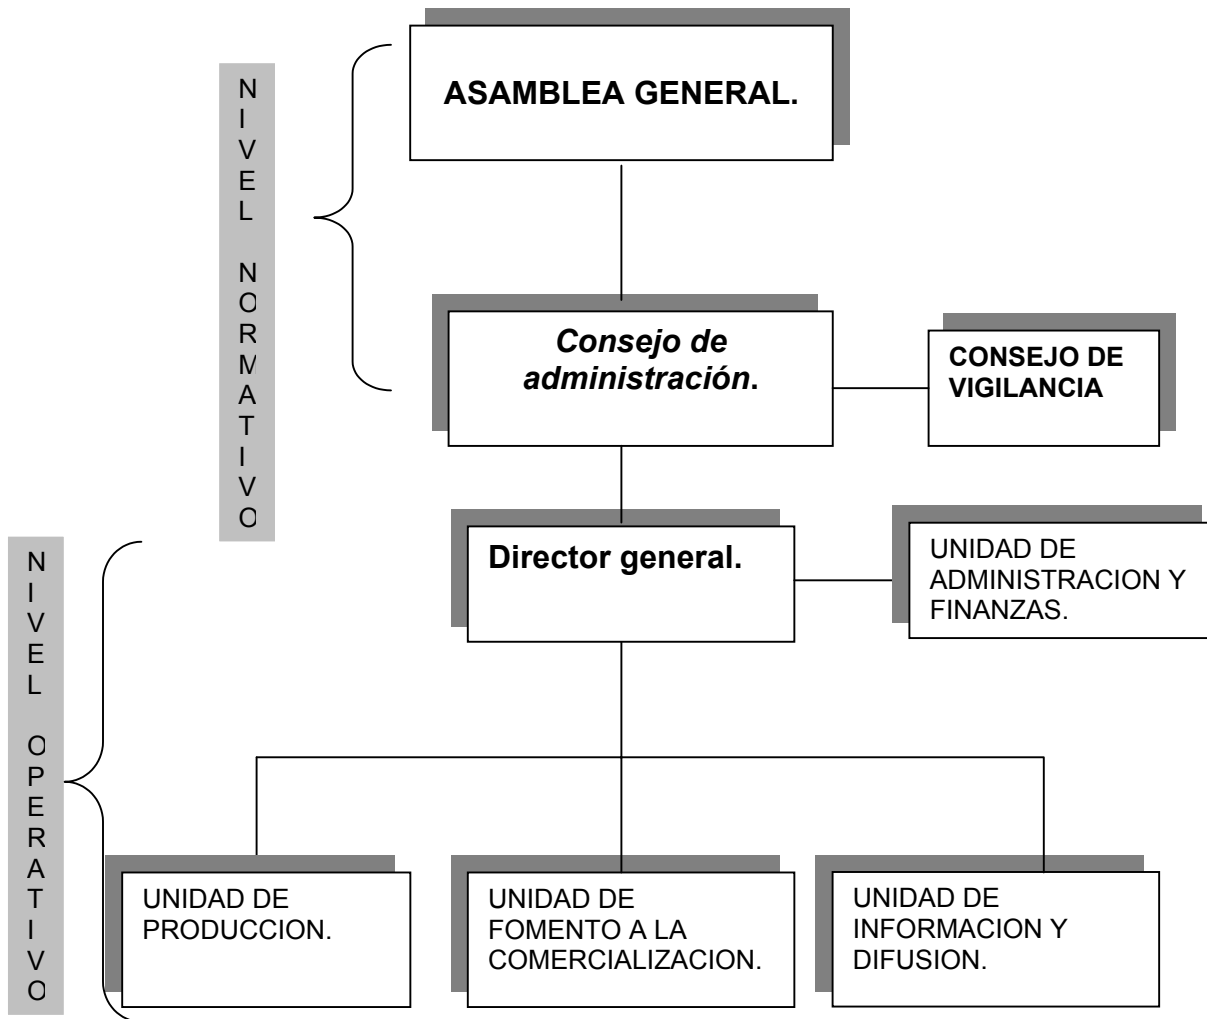 NIVEL NORMATIVO
ASAMBLEA GENERAL.
Consejo de
administración.
CONSEJO DE
VIGILANCIA
NIVEL OPERATIVO
Director general.
UNIDAD DE
ADMINISTRACION Y
FINANZAS.
UNIDAD DE
PRODUCCION.
UNIDAD DE
FOMENTO A LA
COMERCIALIZACION.
UNIDAD DE
INFORMACION Y
DIFUSION.